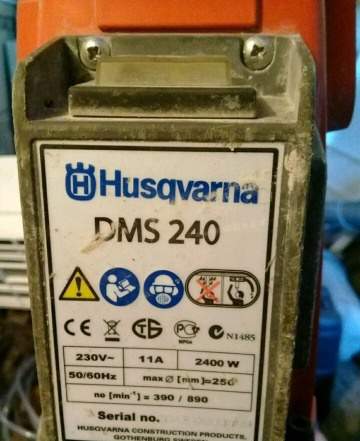 Husqvarna
DMS 240
CE N1485
230V~ 11A 2400 W
50/60Hz max Ø [mm]=250
no [min⁻¹] = 390 / 890
Serial no.
HUSQVARNA CONSTRUCTION PRODUCTS,
GOTHENBURG SWEDEN